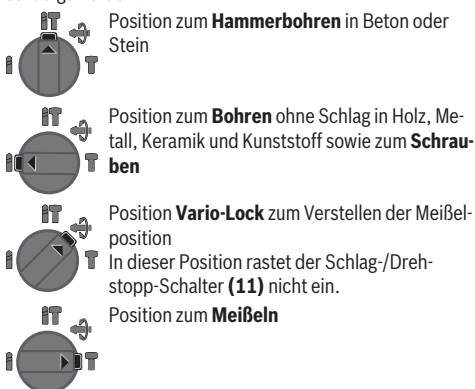 Position zum Hammerbohren in Beton oder
Stein
Position zum Bohren ohne Schlag in Holz, Me-
tall, Keramik und Kunststoff sowie zum Schrau-
ben
Position Vario-Lock zum Verstellen der Meißel-
position
In dieser Position rastet der Schlag-/Dreh-
stopp-Schalter (11) nicht ein.
Position zum Meißeln